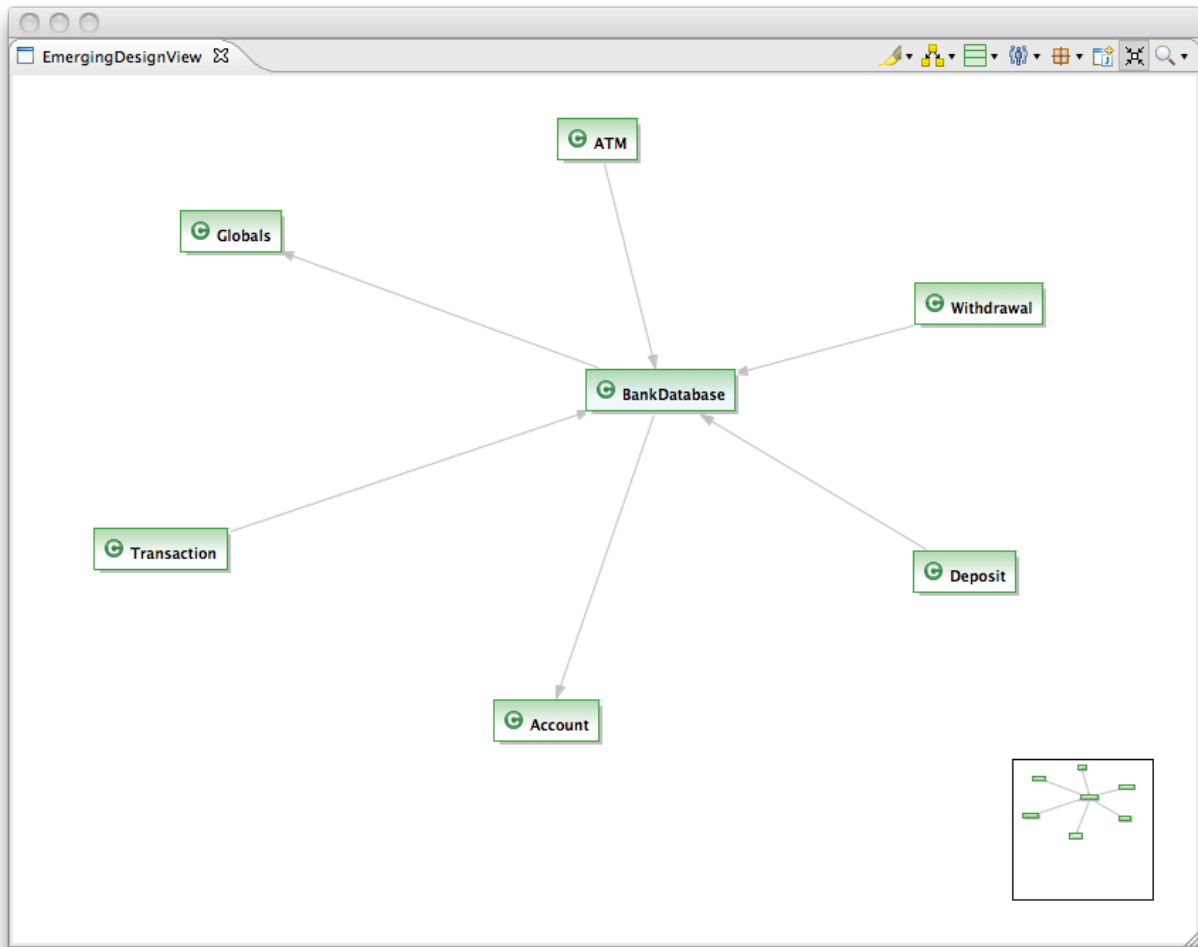 EmergingDesignView
J
C ATM
C Globals
C Withdrawal
C BankDatabase
C Transaction
C Deposit
C Account